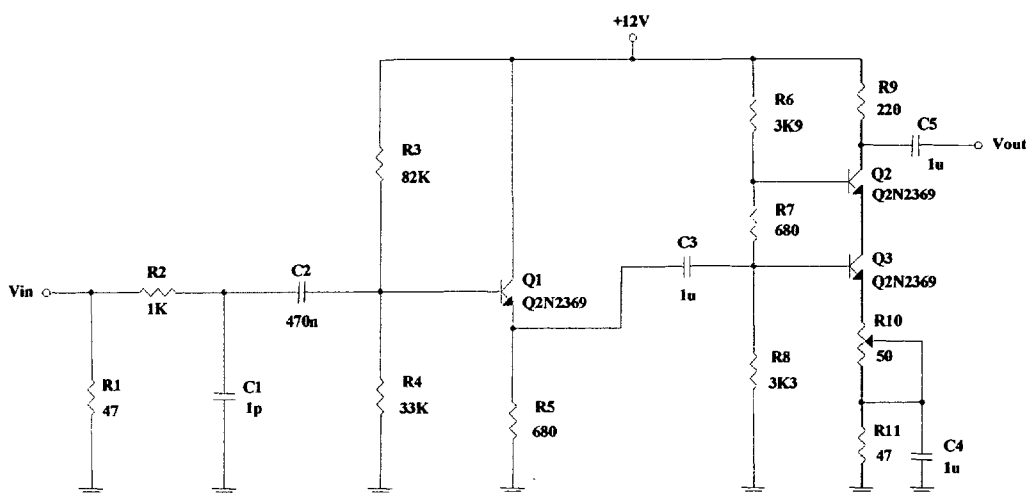 +12V
R6
3K9
R9
220
C5
1u
Vout
R3
82K
Q2
Q2N2369
R7
680
C3
1u
Q3
Q2N2369
Vin
R2
1K
C2
470n
Q1
Q2N2369
R10
50
R1
47
C1
1p
R4
33K
R5
680
R8
3K3
R11
47
C4
1u